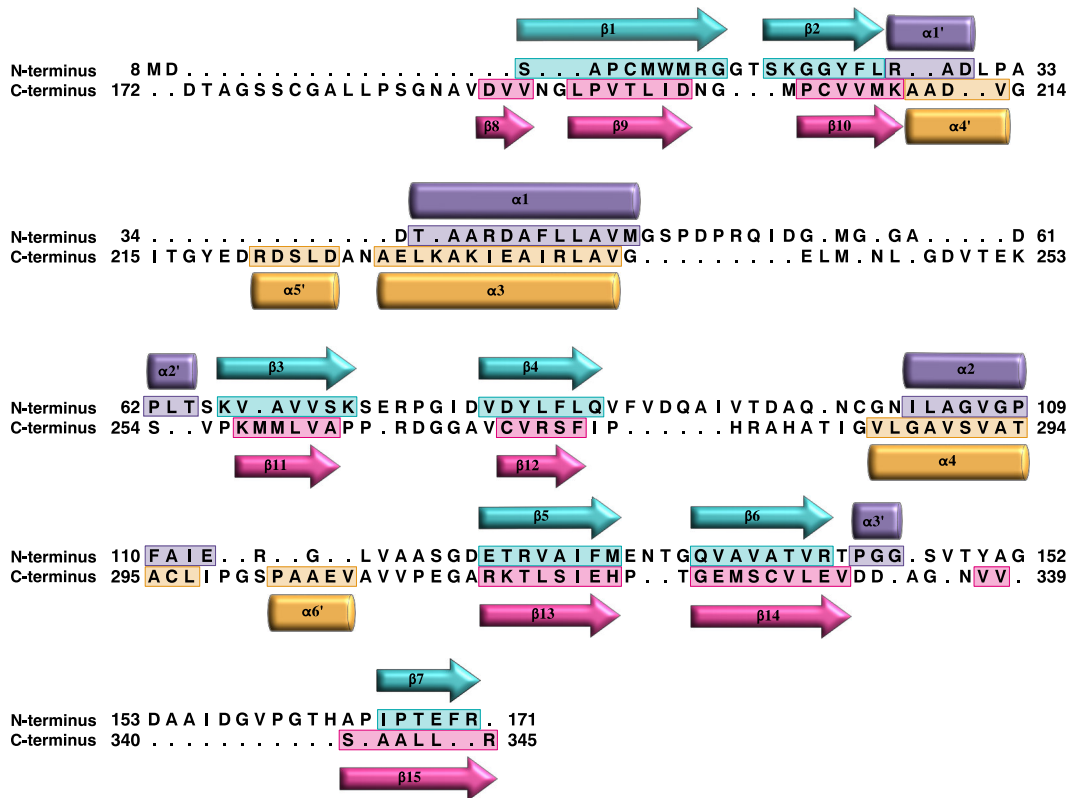 β1 β2 α1'
N-terminus 8 M D . . . . . . . . . . . . . . . . . . . S . . . A P C M W M R G G T S K G G Y F L R . . A D L P A 33
C-terminus 172 . . D T A G S S C G A L L P S G N A V D V V N G L P V T L I D N G . . . M P C V V M K A A D . . V G 214
β8 β9 β10 α4'
α1
N-terminus 34 . . . . . . . . . . . . . . D T . A A R D A F L L A V M G S P D P R Q I D G . M G . G A . . . . . D 61
C-terminus 215 I T G Y E D R D S L D A N A E L K A K I E A I R L A V G . . . . . . . . . E L M . N L . G D V T E K 253
α5' α3
α2' β3 β4 α2
N-terminus 62 P L T S K V . A V V S K S E R P G I D V D Y L F L Q V F V D Q A I V T D A Q . N C G N I L A G V G P 109
C-terminus 254 S . . V P K M M L V A P P . R D G G A V C V R S F I P . . . . . . H R A H A T I G V L G A V S V A T 294
β11 β12 α4
β5 β6 α3'
N-terminus 110 F A I E . . R . . G . . L V A A S G D E T R V A I F M E N T G Q V A V A T V R T P G G . S V T Y A G 152
C-terminus 295 A C L I P G S P A A E V A V V P E G A R K T L S I E H P . . T G E M S C V L E V D D . A G . N V V . 339
α6' β13 β14
β7
N-terminus 153 D A A I D G V P G T H A P I P T E F R . 171
C-terminus 340 . . . . . . . . . . . S . A A L L . . R 345
β15